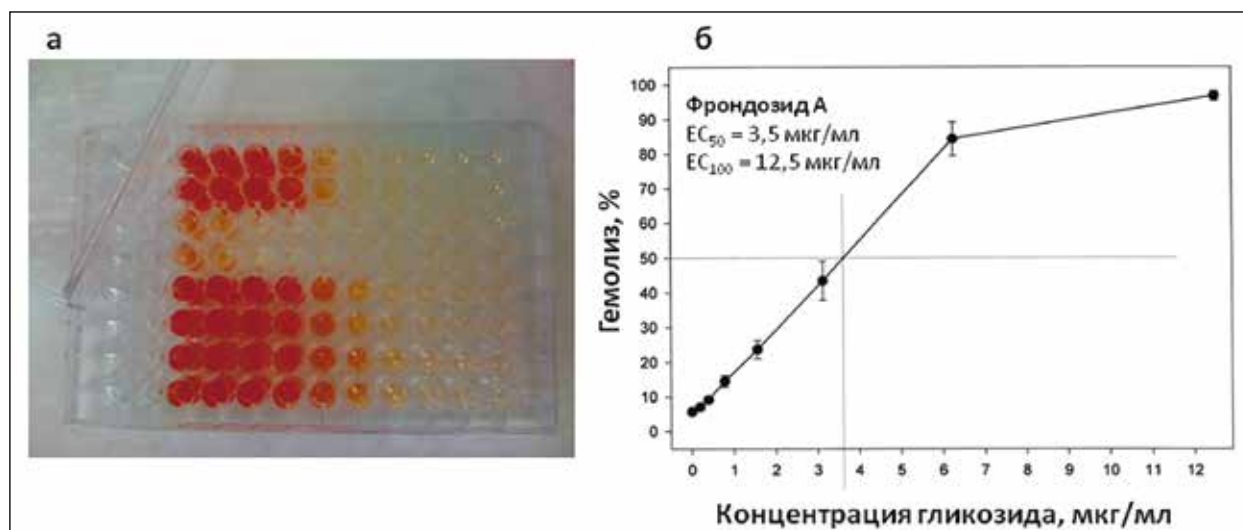 а
б
Фрондозид А
EC50 = 3,5 мкг/мл
EC100 = 12,5 мкг/мл
Гемолиз, %
100
90
80
70
60
50
40
30
20
10
0
0 1 2 3 4 5 6 7 8 9 10 11 12
Концентрация гликозида, мкг/мл